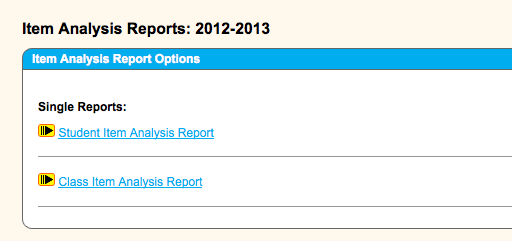 Item Analysis Reports: 2012-2013
Item Analysis Report Options
Single Reports:
Student Item Analysis Report
Class Item Analysis Report